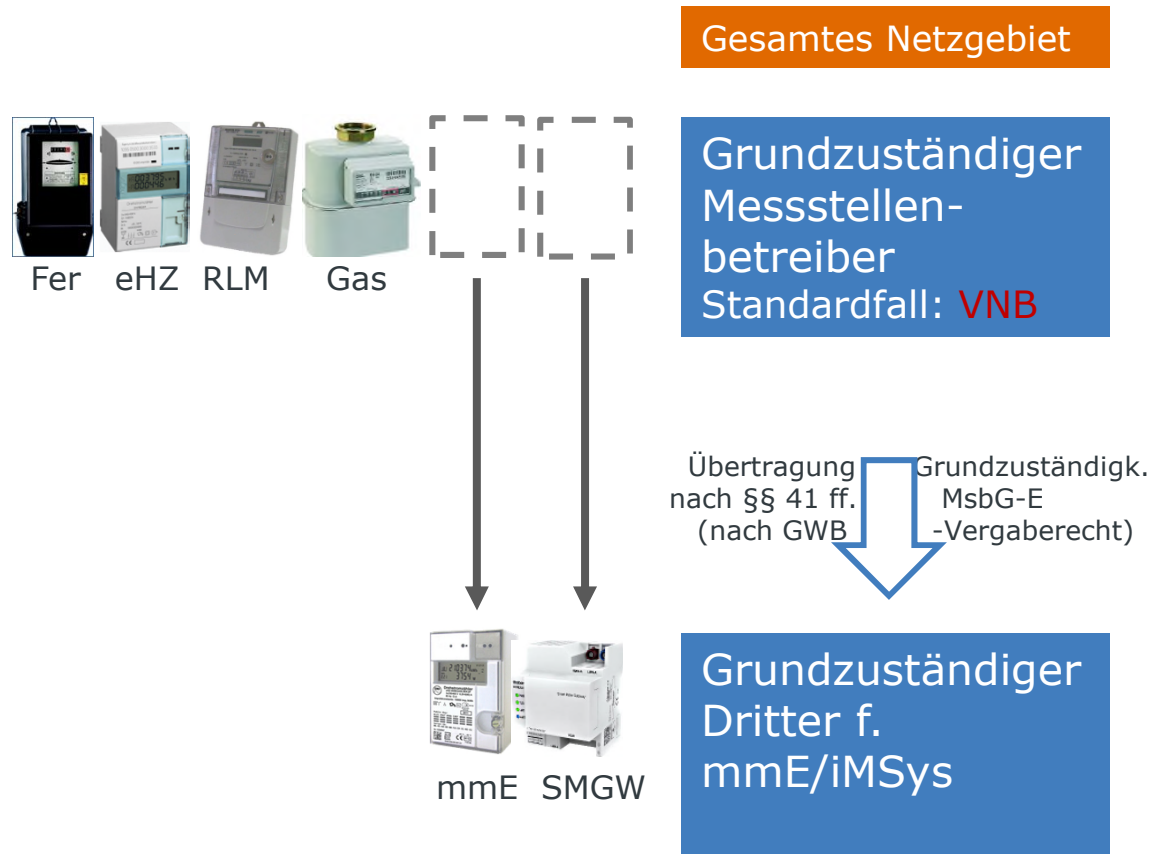 Gesamtes Netzgebiet
Fer eHZ RLM Gas
Grundzuständiger
Messstellen-
betreiber
Standardfall: VNB
Übertragung Grundzuständigk.
nach §§ 41 ff. MsbG-E
(nach GWB -Vergaberecht)
mmE SMGW
Grundzuständiger
Dritter f.
mmE/iMSys